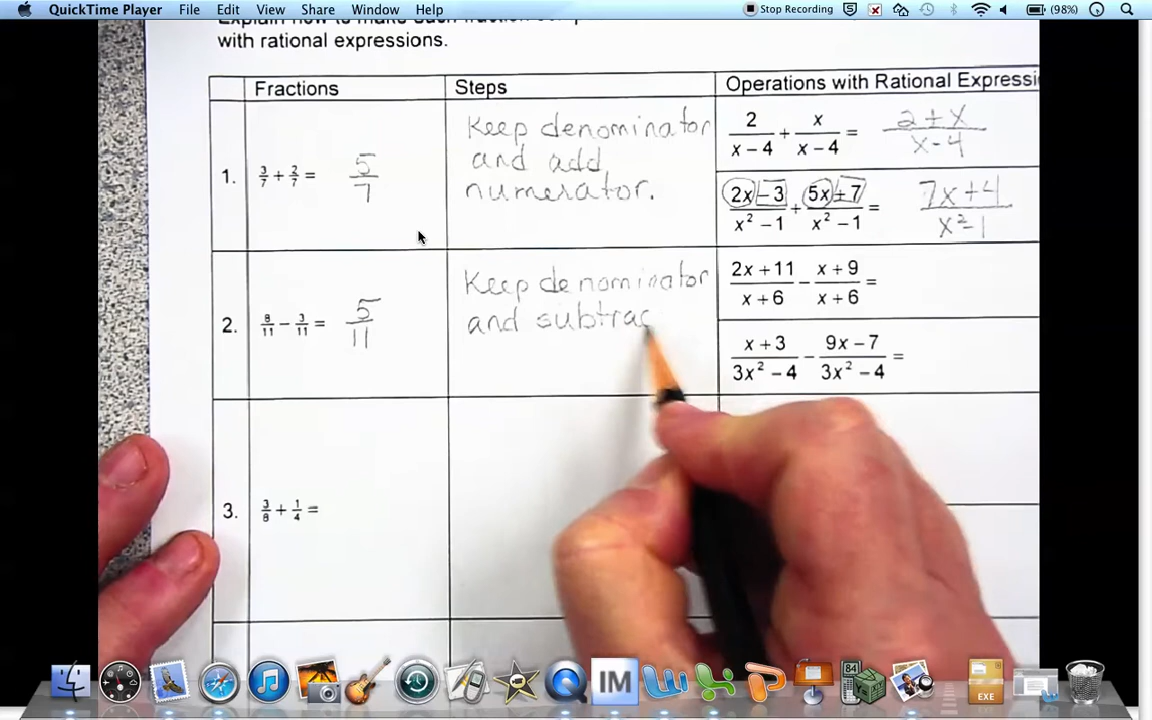 QuickTime Player File Edit View Window Share Window Help Stop Recording (98%)
with rational expressions.
Fractions Steps Operations with Rational
1. 3/7 + 2/7 = 5/7
Keep denominator
and add
numerator.
2/(x − 4) + x/(x − 4) = (2 + x)/(x − 4)
(2x − 3)/(x² − 1) + (5x + 7)/(x² − 1) = (7x + 4)/(x² − 1)
2. 8/11 − 3/11 = 5/11
Keep denominator
and subtrac
(2x + 11)/(x + 6) − (x + 9)/(x + 6) =
(x + 3)/(3x² − 4) − (9x − 7)/(3x² − 4) =
3. 3/8 + 1/4 =
IM
84
EXE